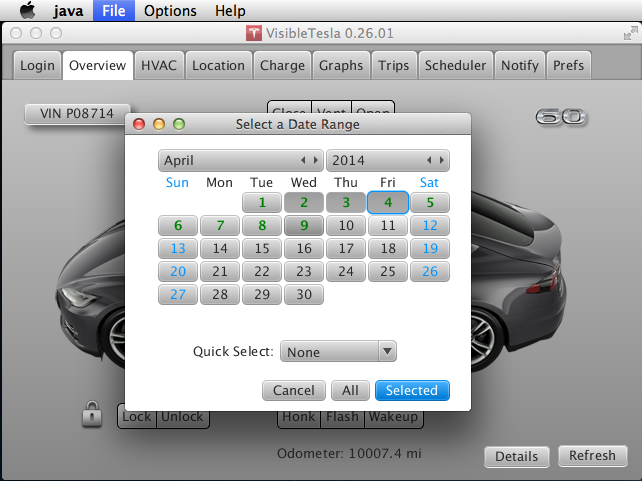 java File Options Help
VisibleTesla 0.26.01
Login Overview HVAC Location Charge Graphs Trips Scheduler Notify Prefs
VIN P08714
Close Vent Open
60
Select a Date Range
April 2014
Sun Mon Tue Wed Thu Fri Sat
1 2 3 4 5
6 7 8 9 10 11 12
13 14 15 16 17 18 19
20 21 22 23 24 25 26
27 28 29 30
Quick Select: None
Cancel All Selected
Lock Unlock Honk Flash Wakeup
Odometer: 10007.4 mi
Details Refresh